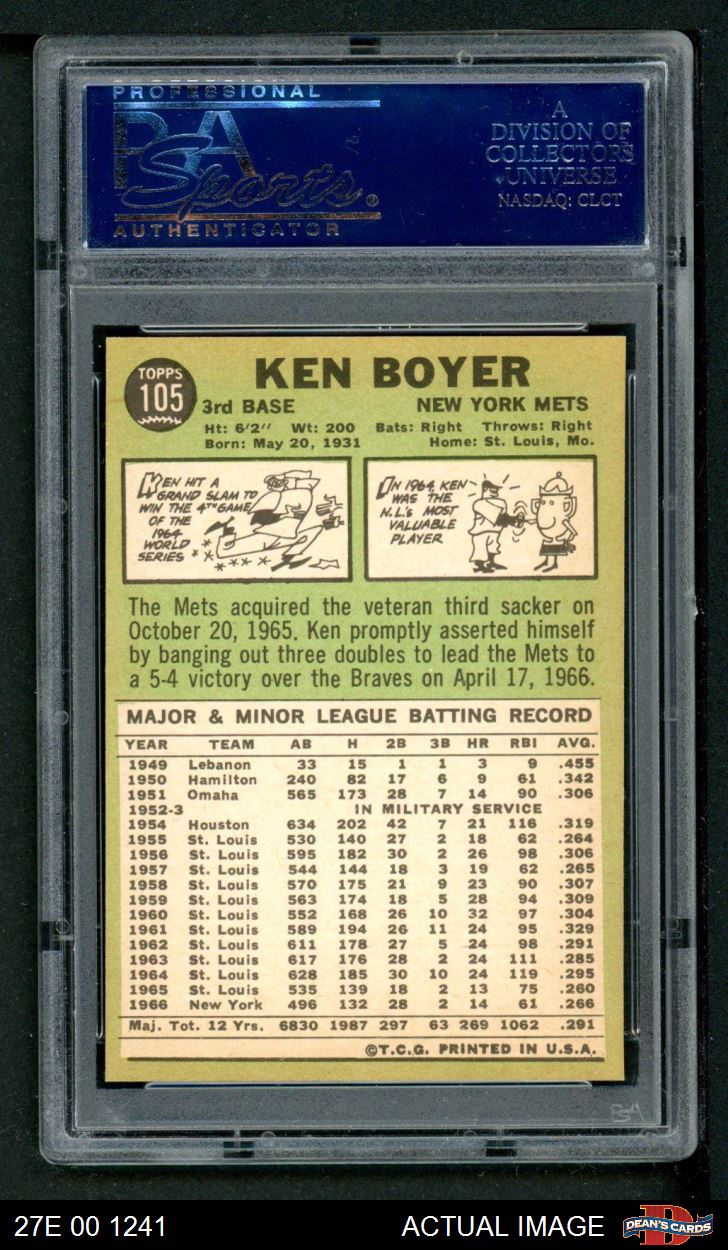 PROFESSIONAL
PSA
Sports®
AUTHENTICATOR
A
DIVISION OF
COLLECTORS
UNIVERSE
NASDAQ: CLCT
TOPPS
105
KEN BOYER
3rd BASE NEW YORK METS
Ht: 6'2'' Wt: 200 Bats: Right Throws: Right
Born: May 20, 1931 Home: St. Louis, Mo.
KEN HIT A
GRAND SLAM TO
WIN THE 4TH GAME
OF THE
1964
WORLD
SERIES
IN 1964, KEN
WAS THE
N.L.'s MOST
VALUABLE
PLAYER
The Mets acquired the veteran third sacker on
October 20, 1965. Ken promptly asserted himself
by banging out three doubles to lead the Mets to
a 5-4 victory over the Braves on April 17, 1966.
MAJOR & MINOR LEAGUE BATTING RECORD
YEAR TEAM AB H 2B 3B HR RBI AVG.
1949 Lebanon 33 15 1 1 3 9 .455
1950 Hamilton 240 82 17 6 9 61 .342
1951 Omaha 565 173 28 7 14 90 .306
1952-3 IN MILITARY SERVICE
1954 Houston 634 202 42 7 21 116 .319
1955 St. Louis 530 140 27 2 18 62 .264
1956 St. Louis 595 182 30 2 26 98 .306
1957 St. Louis 544 144 18 3 19 62 .265
1958 St. Louis 570 175 21 9 23 90 .307
1959 St. Louis 563 174 18 5 28 94 .309
1960 St. Louis 552 168 26 10 32 97 .304
1961 St. Louis 589 194 26 11 24 95 .329
1962 St. Louis 611 178 27 5 24 98 .291
1963 St. Louis 617 176 28 2 24 111 .285
1964 St. Louis 628 185 30 10 24 119 .295
1965 St. Louis 535 139 18 2 13 75 .260
1966 New York 496 132 28 2 14 61 .266
Maj. Tot. 12 Yrs. 6830 1987 297 63 269 1062 .291
©T.C.G. PRINTED IN U.S.A.
PSA
27E 00 1241 ACTUAL IMAGE
D
DEAN'S CARDS